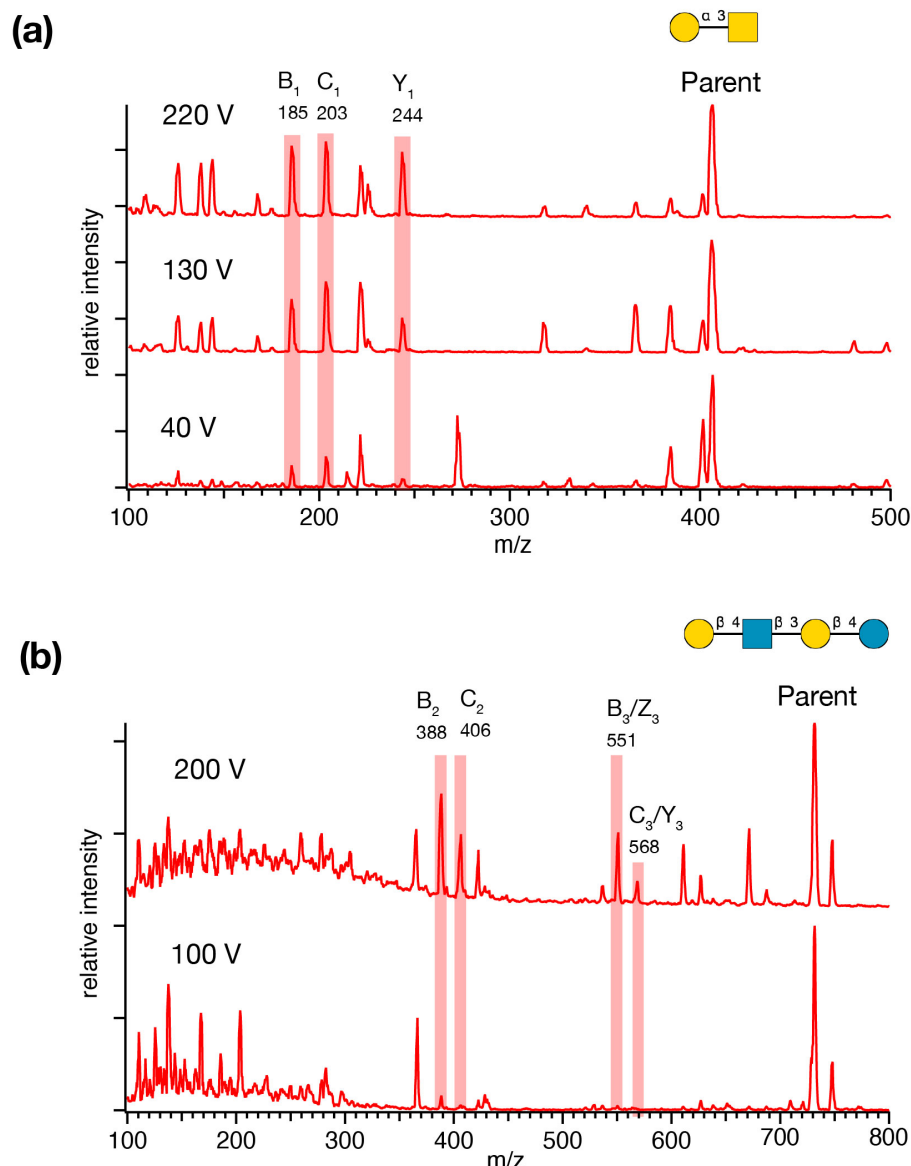 (a)
α 3
B1 C1 Y1 Parent
185 203 244
220 V
130 V
40 V
relative intensity
100 200 300 400 500
m/z
(b)
β 4 β 3 β 4
B2 C2 B3/Z3 Parent
388 406 551
C3/Y3
568
200 V
100 V
relative intensity
100 200 300 400 500 600 700 800
m/z